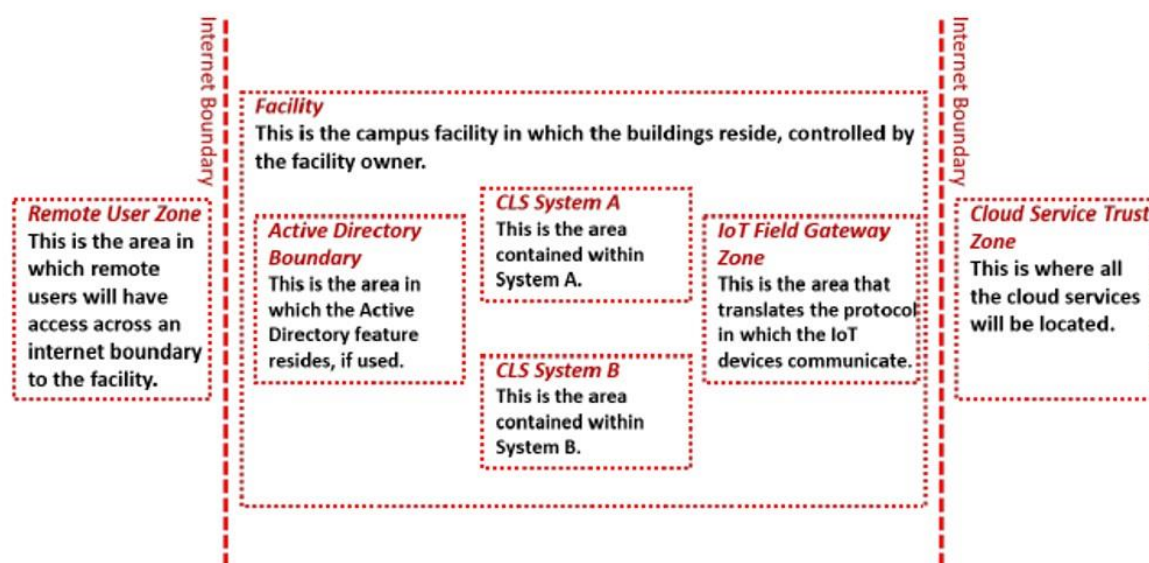 Internet Boundary
Internet Boundary
Facility
This is the campus facility in which the buildings reside, controlled by
the facility owner.
Remote User Zone
This is the area in
which remote
users will have
access across an
internet boundary
to the facility.
Active Directory
Boundary
This is the area in
which the Active
Directory feature
resides, if used.
CLS System A
This is the area
contained within
System A.
CLS System B
This is the area
contained within
System B.
IoT Field Gateway
Zone
This is the area that
translates the protocol
in which the IoT
devices communicate.
Cloud Service Trust
Zone
This is where all
the cloud services
will be located.